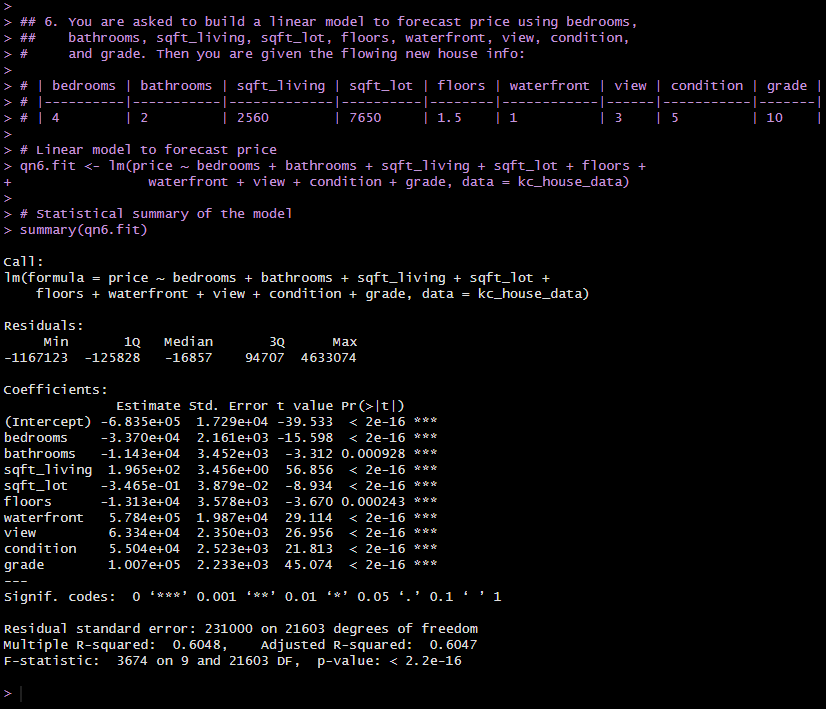 >
> ## 6. You are asked to build a linear model to forecast price using bedrooms,
> ##    bathrooms, sqft_living, sqft_lot, floors, waterfront, view, condition,
> #     and grade. Then you are given the flowing new house info:
>
> # | bedrooms | bathrooms | sqft_living | sqft_lot | floors | waterfront | view | condition | grade |
> # |----------|-----------|-------------|----------|--------|------------|------|-----------|-------|
> # | 4        | 2         | 2560        | 7650     | 1.5    | 1          | 3    | 5         | 10    |
>
> # Linear model to forecast price
> qn6.fit <- lm(price ~ bedrooms + bathrooms + sqft_living + sqft_lot + floors +
+                 waterfront + view + condition + grade, data = kc_house_data)
>
> # Statistical summary of the model
> summary(qn6.fit)

Call:
lm(formula = price ~ bedrooms + bathrooms + sqft_living + sqft_lot +
    floors + waterfront + view + condition + grade, data = kc_house_data)

Residuals:
     Min       1Q   Median       3Q      Max
-1167123  -125828   -16857    94707  4633074

Coefficients:
              Estimate Std. Error t value Pr(>|t|)
(Intercept) -6.835e+05  1.729e+04 -39.533  < 2e-16 ***
bedrooms    -3.370e+04  2.161e+03 -15.598  < 2e-16 ***
bathrooms   -1.143e+04  3.452e+03  -3.312 0.000928 ***
sqft_living  1.965e+02  3.456e+00  56.856  < 2e-16 ***
sqft_lot    -3.465e-01  3.879e-02  -8.934  < 2e-16 ***
floors      -1.313e+04  3.578e+03  -3.670 0.000243 ***
waterfront   5.784e+05  1.987e+04  29.114  < 2e-16 ***
view         6.334e+04  2.350e+03  26.956  < 2e-16 ***
condition    5.504e+04  2.523e+03  21.813  < 2e-16 ***
grade        1.007e+05  2.233e+03  45.074  < 2e-16 ***
---
Signif. codes:  0 ‘***’ 0.001 ‘**’ 0.01 ‘*’ 0.05 ‘.’ 0.1 ‘ ’ 1

Residual standard error: 231000 on 21603 degrees of freedom
Multiple R-squared:  0.6048,    Adjusted R-squared:  0.6047
F-statistic:  3674 on 9 and 21603 DF,  p-value: < 2.2e-16

>